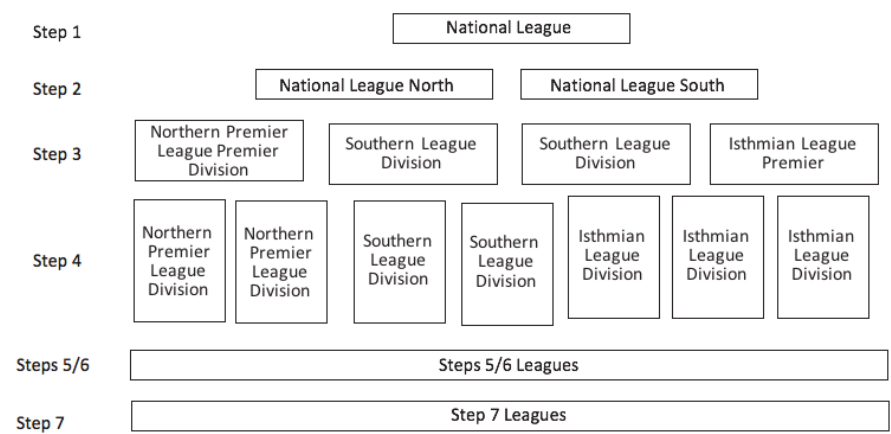 Step 1
National League
Step 2
National League North
National League South
Step 3
Northern Premier
League Premier
Division
Southern League
Division
Southern League
Division
Isthmian League
Premier
Step 4
Northern
Premier
League
Division
Northern
Premier
League
Division
Southern
League
Division
Southern
League
Division
Isthmian
League
Division
Isthmian
League
Division
Isthmian
League
Division
Steps 5/6
Steps 5/6 Leagues
Step 7
Step 7 Leagues